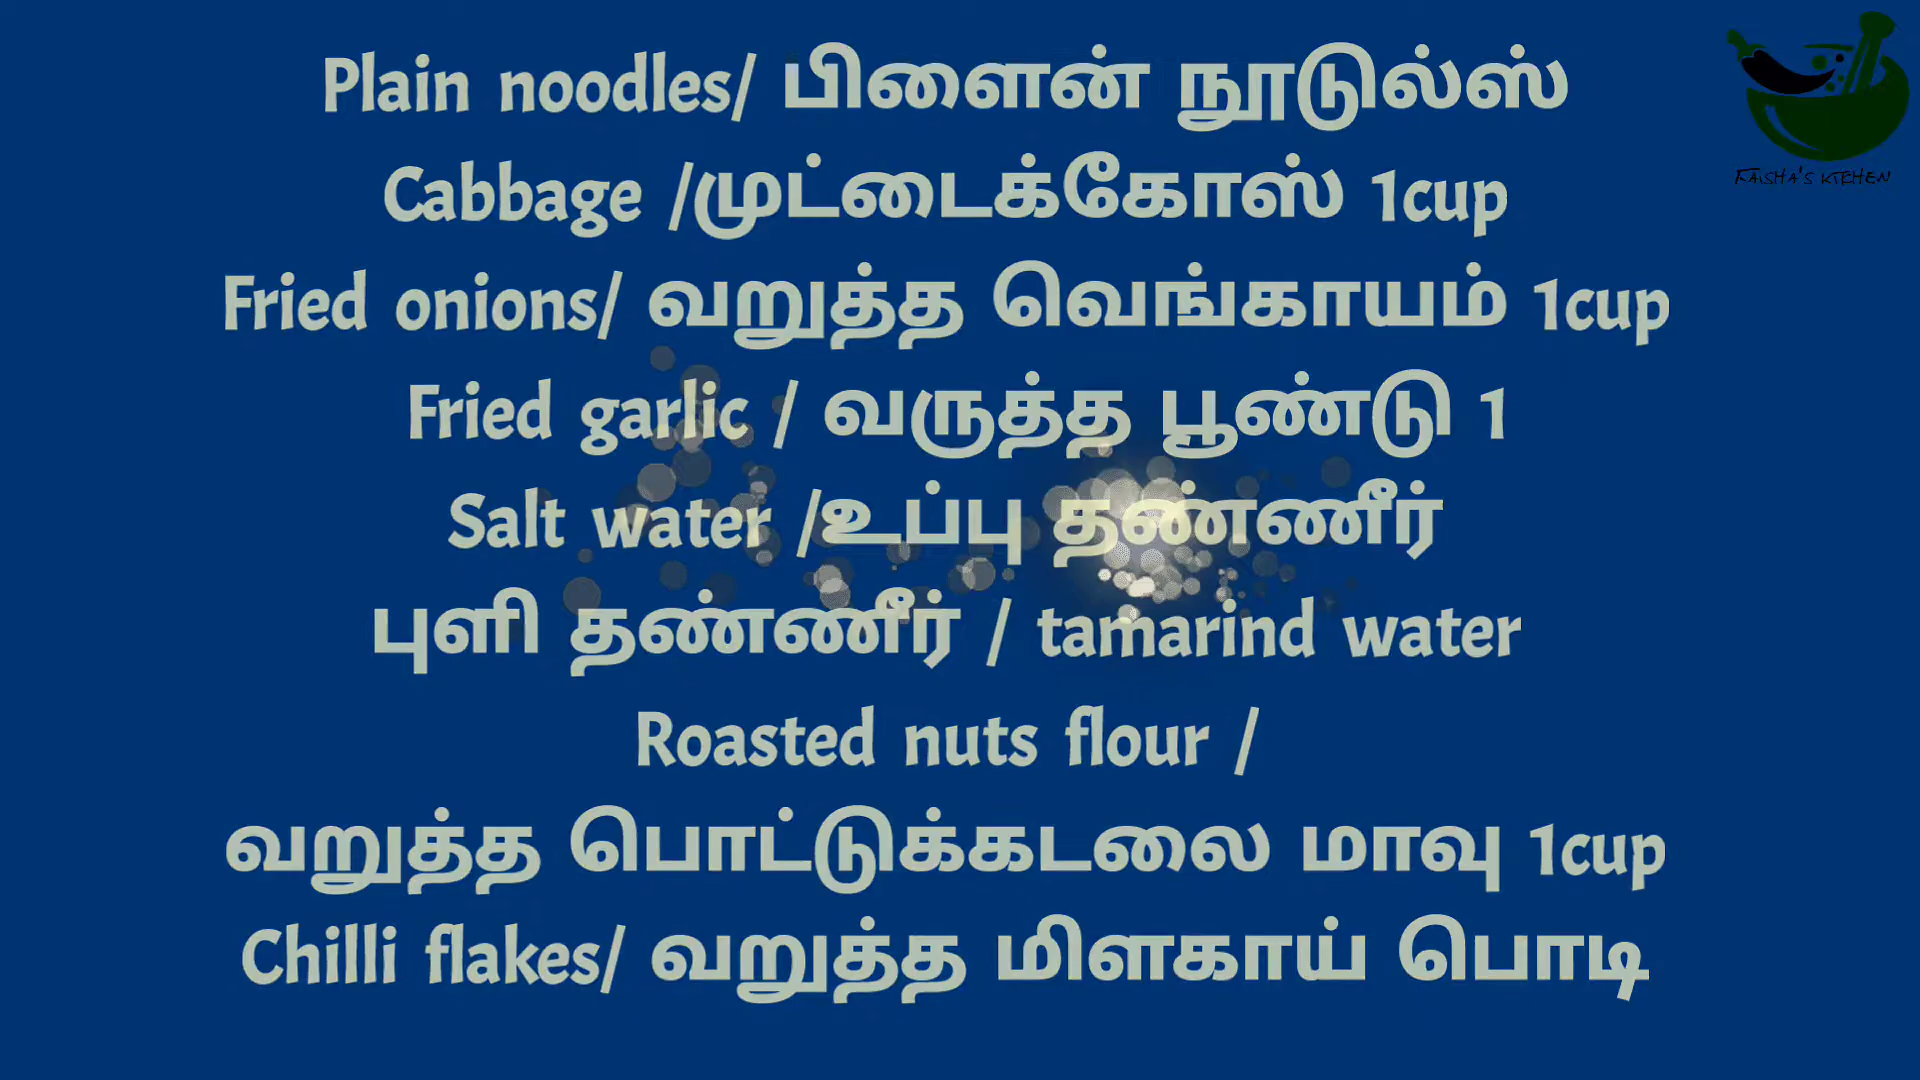 Plain noodles/ பிளைன் நூடுல்ஸ்
Cabbage /முட்டைக்கோஸ் 1cup
Fried onions/ வறுத்த வெங்காயம் 1cup
Fried garlic / வருத்த பூண்டு 1
Salt water /உப்பு தண்ணீர்
புளி தண்ணீர் / tamarind water
Roasted nuts flour /
வறுத்த பொட்டுக்கடலை மாவு 1cup
Chilli flakes/ வறுத்த மிளகாய் பொடி